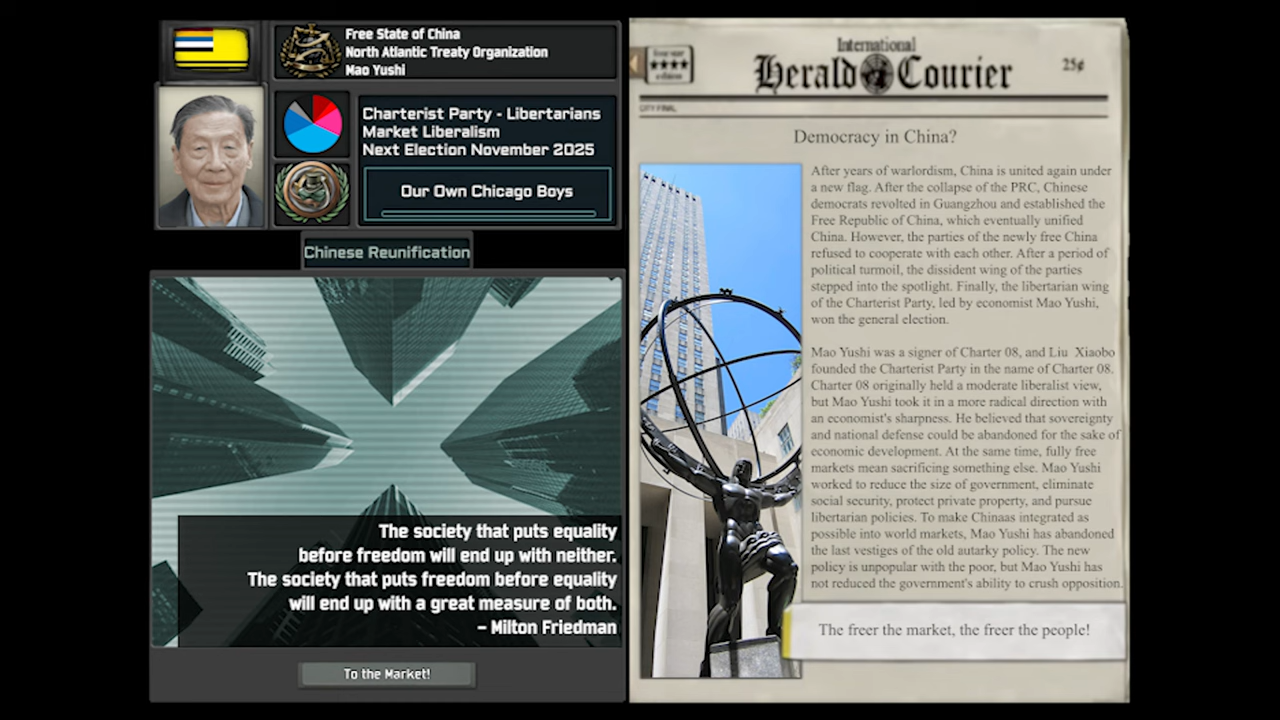 Free State of China
North Atlantic Treaty Organization
Mao Yushi
Charterist Party - Libertarians
Market Liberalism
Next Election November 2025
Our Own Chicago Boys
Chinese Reunification
The society that puts equality
before freedom will end up with neither.
The society that puts freedom before equality
will end up with a great measure of both.
– Milton Friedman
To the Market!
International
Herald Courier
25¢
CITY FINAL
Democracy in China?
After years of warlordism, China is united again under
a new flag. After the collapse of the PRC, Chinese
democrats revolted in Guangzhou and established the
Free Republic of China, which eventually unified
China. However, the parties of the newly free China
refused to cooperate with each other. After a period of
political turmoil, the dissident wing of the parties
stepped into the spotlight. Finally, the libertarian wing
of the Charterist Party, led by economist Mao Yushi,
won the general election.
Mao Yushi was a signer of Charter 08, and Liu Xiaobo
founded the Charterist Party in the name of Charter 08.
Charter 08 originally held a moderate liberalist view,
but Mao Yushi took it in a more radical direction with
an economist's sharpness. He believed that sovereignty
and national defense could be abandoned for the sake of
economic development. At the same time, fully free
markets mean sacrificing something else. Mao Yushi
worked to reduce the size of government, eliminate
social security, protect private property, and pursue
libertarian policies. To make Chinaas integrated as
possible into world markets, Mao Yushi has abandoned
the last vestiges of the old autarky policy. The new
policy is unpopular with the poor, but Mao Yushi has
not reduced the government's ability to crush opposition.
The freer the market, the freer the people!